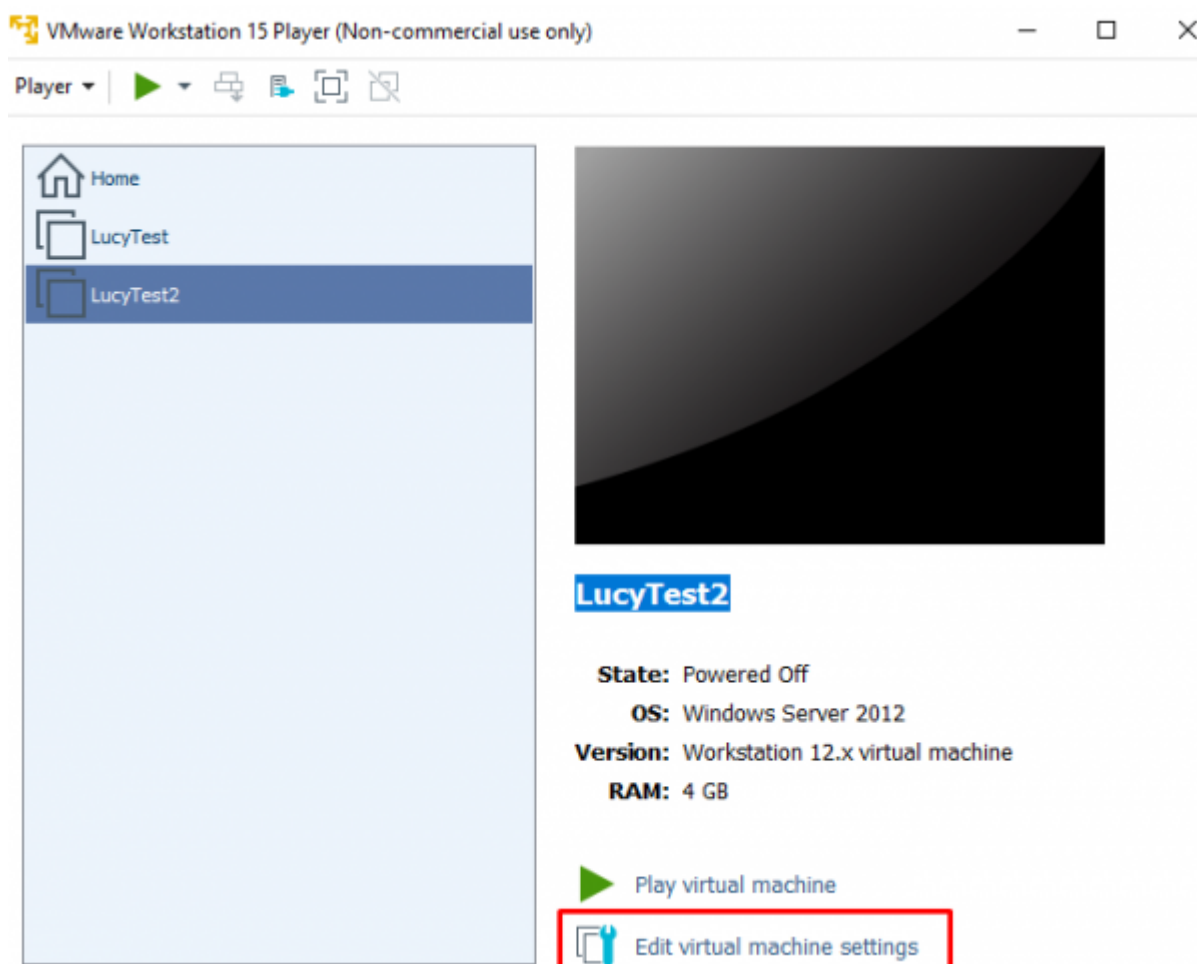 VMware Workstation 15 Player (Non-commercial use only)
Player
Home
LucyTest
LucyTest2
LucyTest2
State: Powered Off
OS: Windows Server 2012
Version: Workstation 12.x virtual machine
RAM: 4 GB
Play virtual machine
Edit virtual machine settings